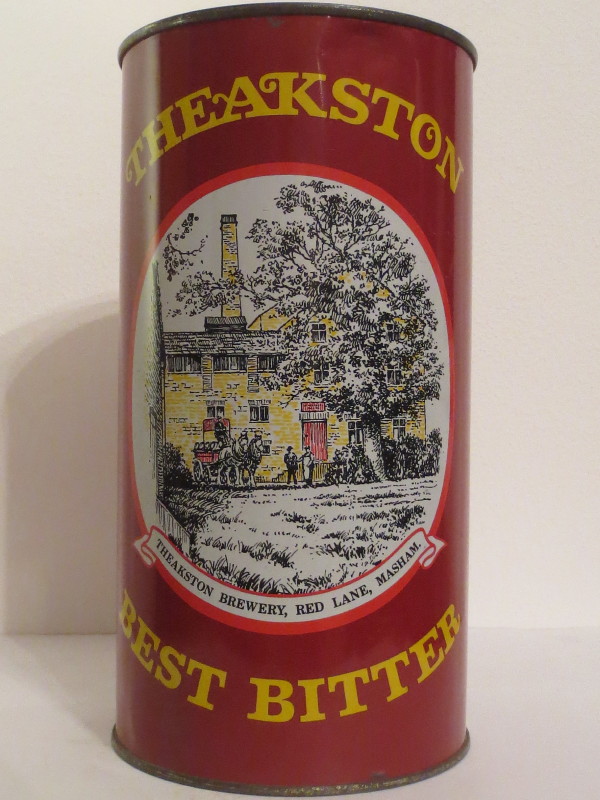 THEAKSTON
THEAKSTON BREWERY, RED LANE, MASHAM.
BEST BITTER